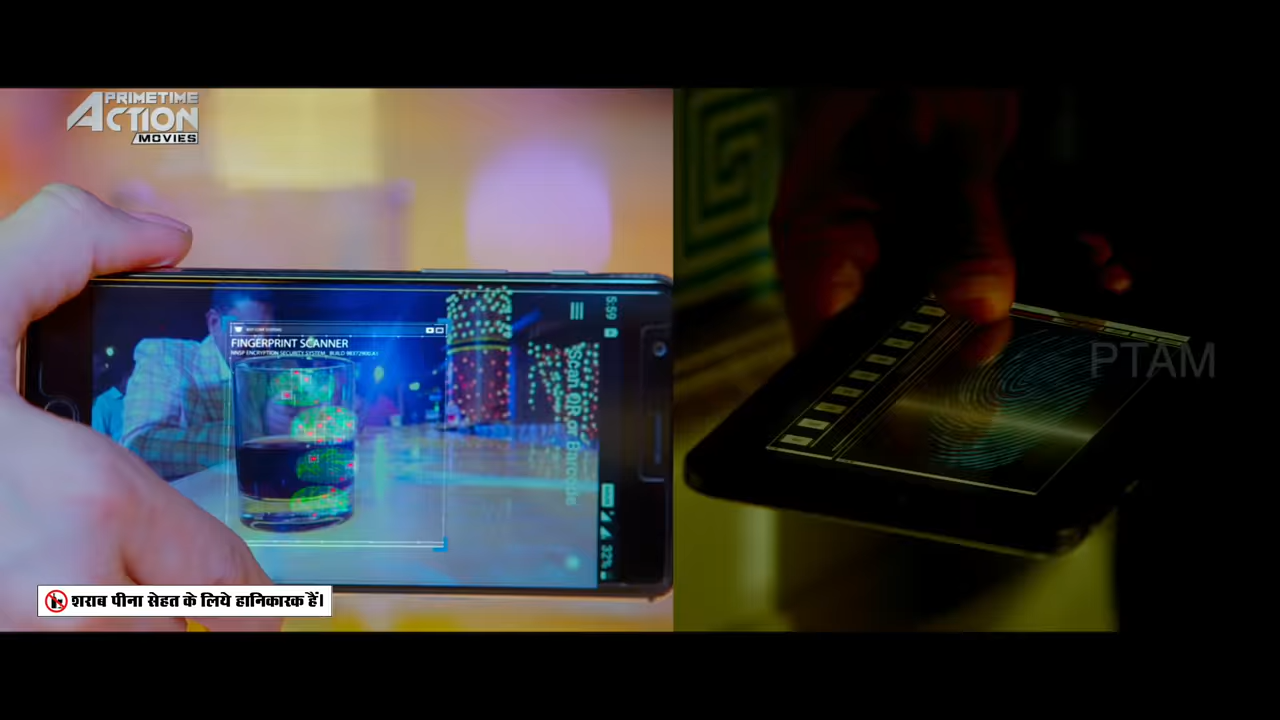 PRIMETIME
ACTION
MOVIES
5:59
FINGERPRINT SCANNER
Scan QR or Barcode
PTAM
32%
शराब पीना सेहत के लिये हानिकारक हैं।